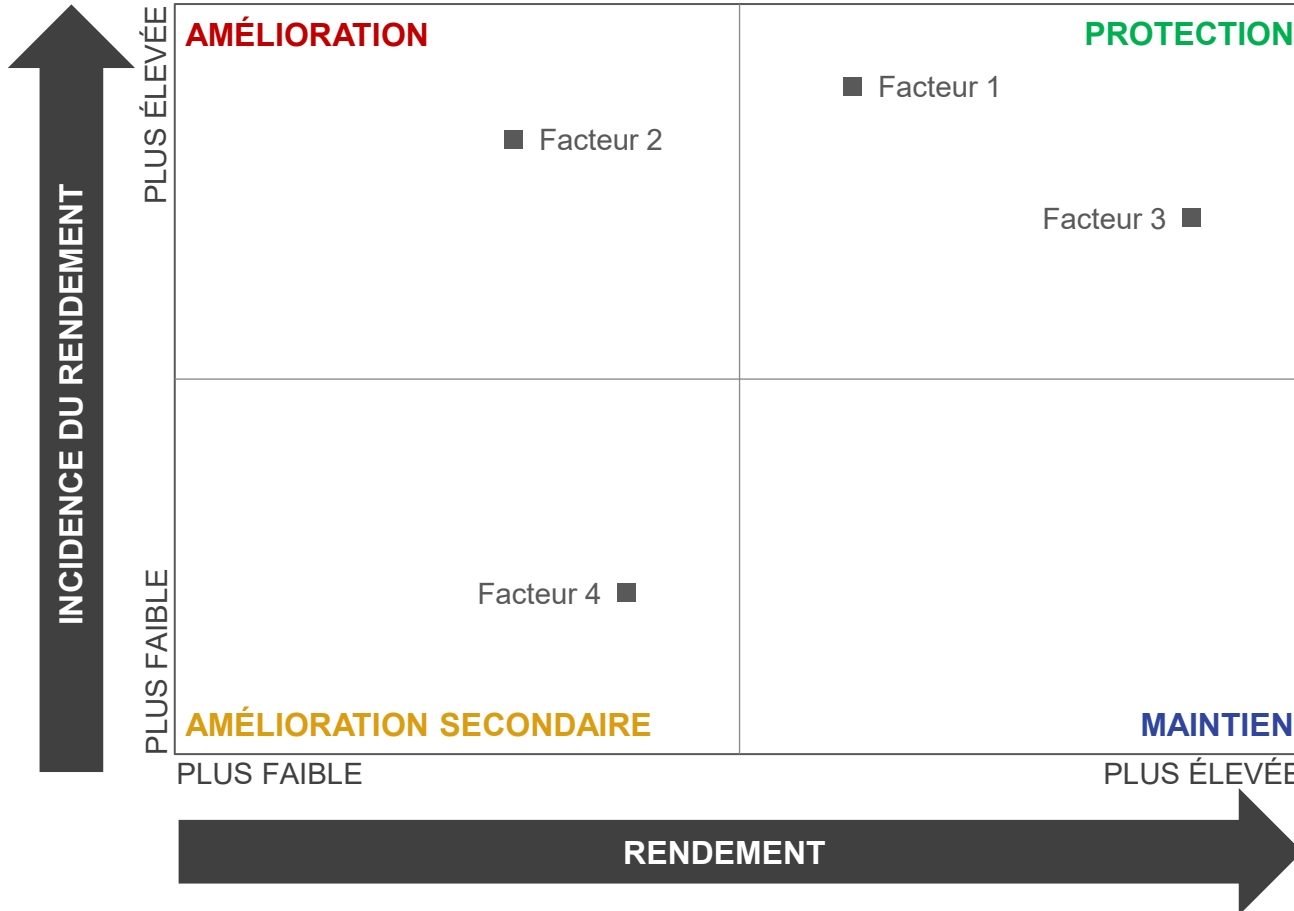 PLUS ÉLEVÉE
AMÉLIORATION
PROTECTION
Facteur 1
Facteur 2
Facteur 3
INCIDENCE DU RENDEMENT
Facteur 4
PLUS FAIBLE
AMÉLIORATION SECONDAIRE
MAINTIEN
PLUS FAIBLE
PLUS ÉLEVÉE
RENDEMENT